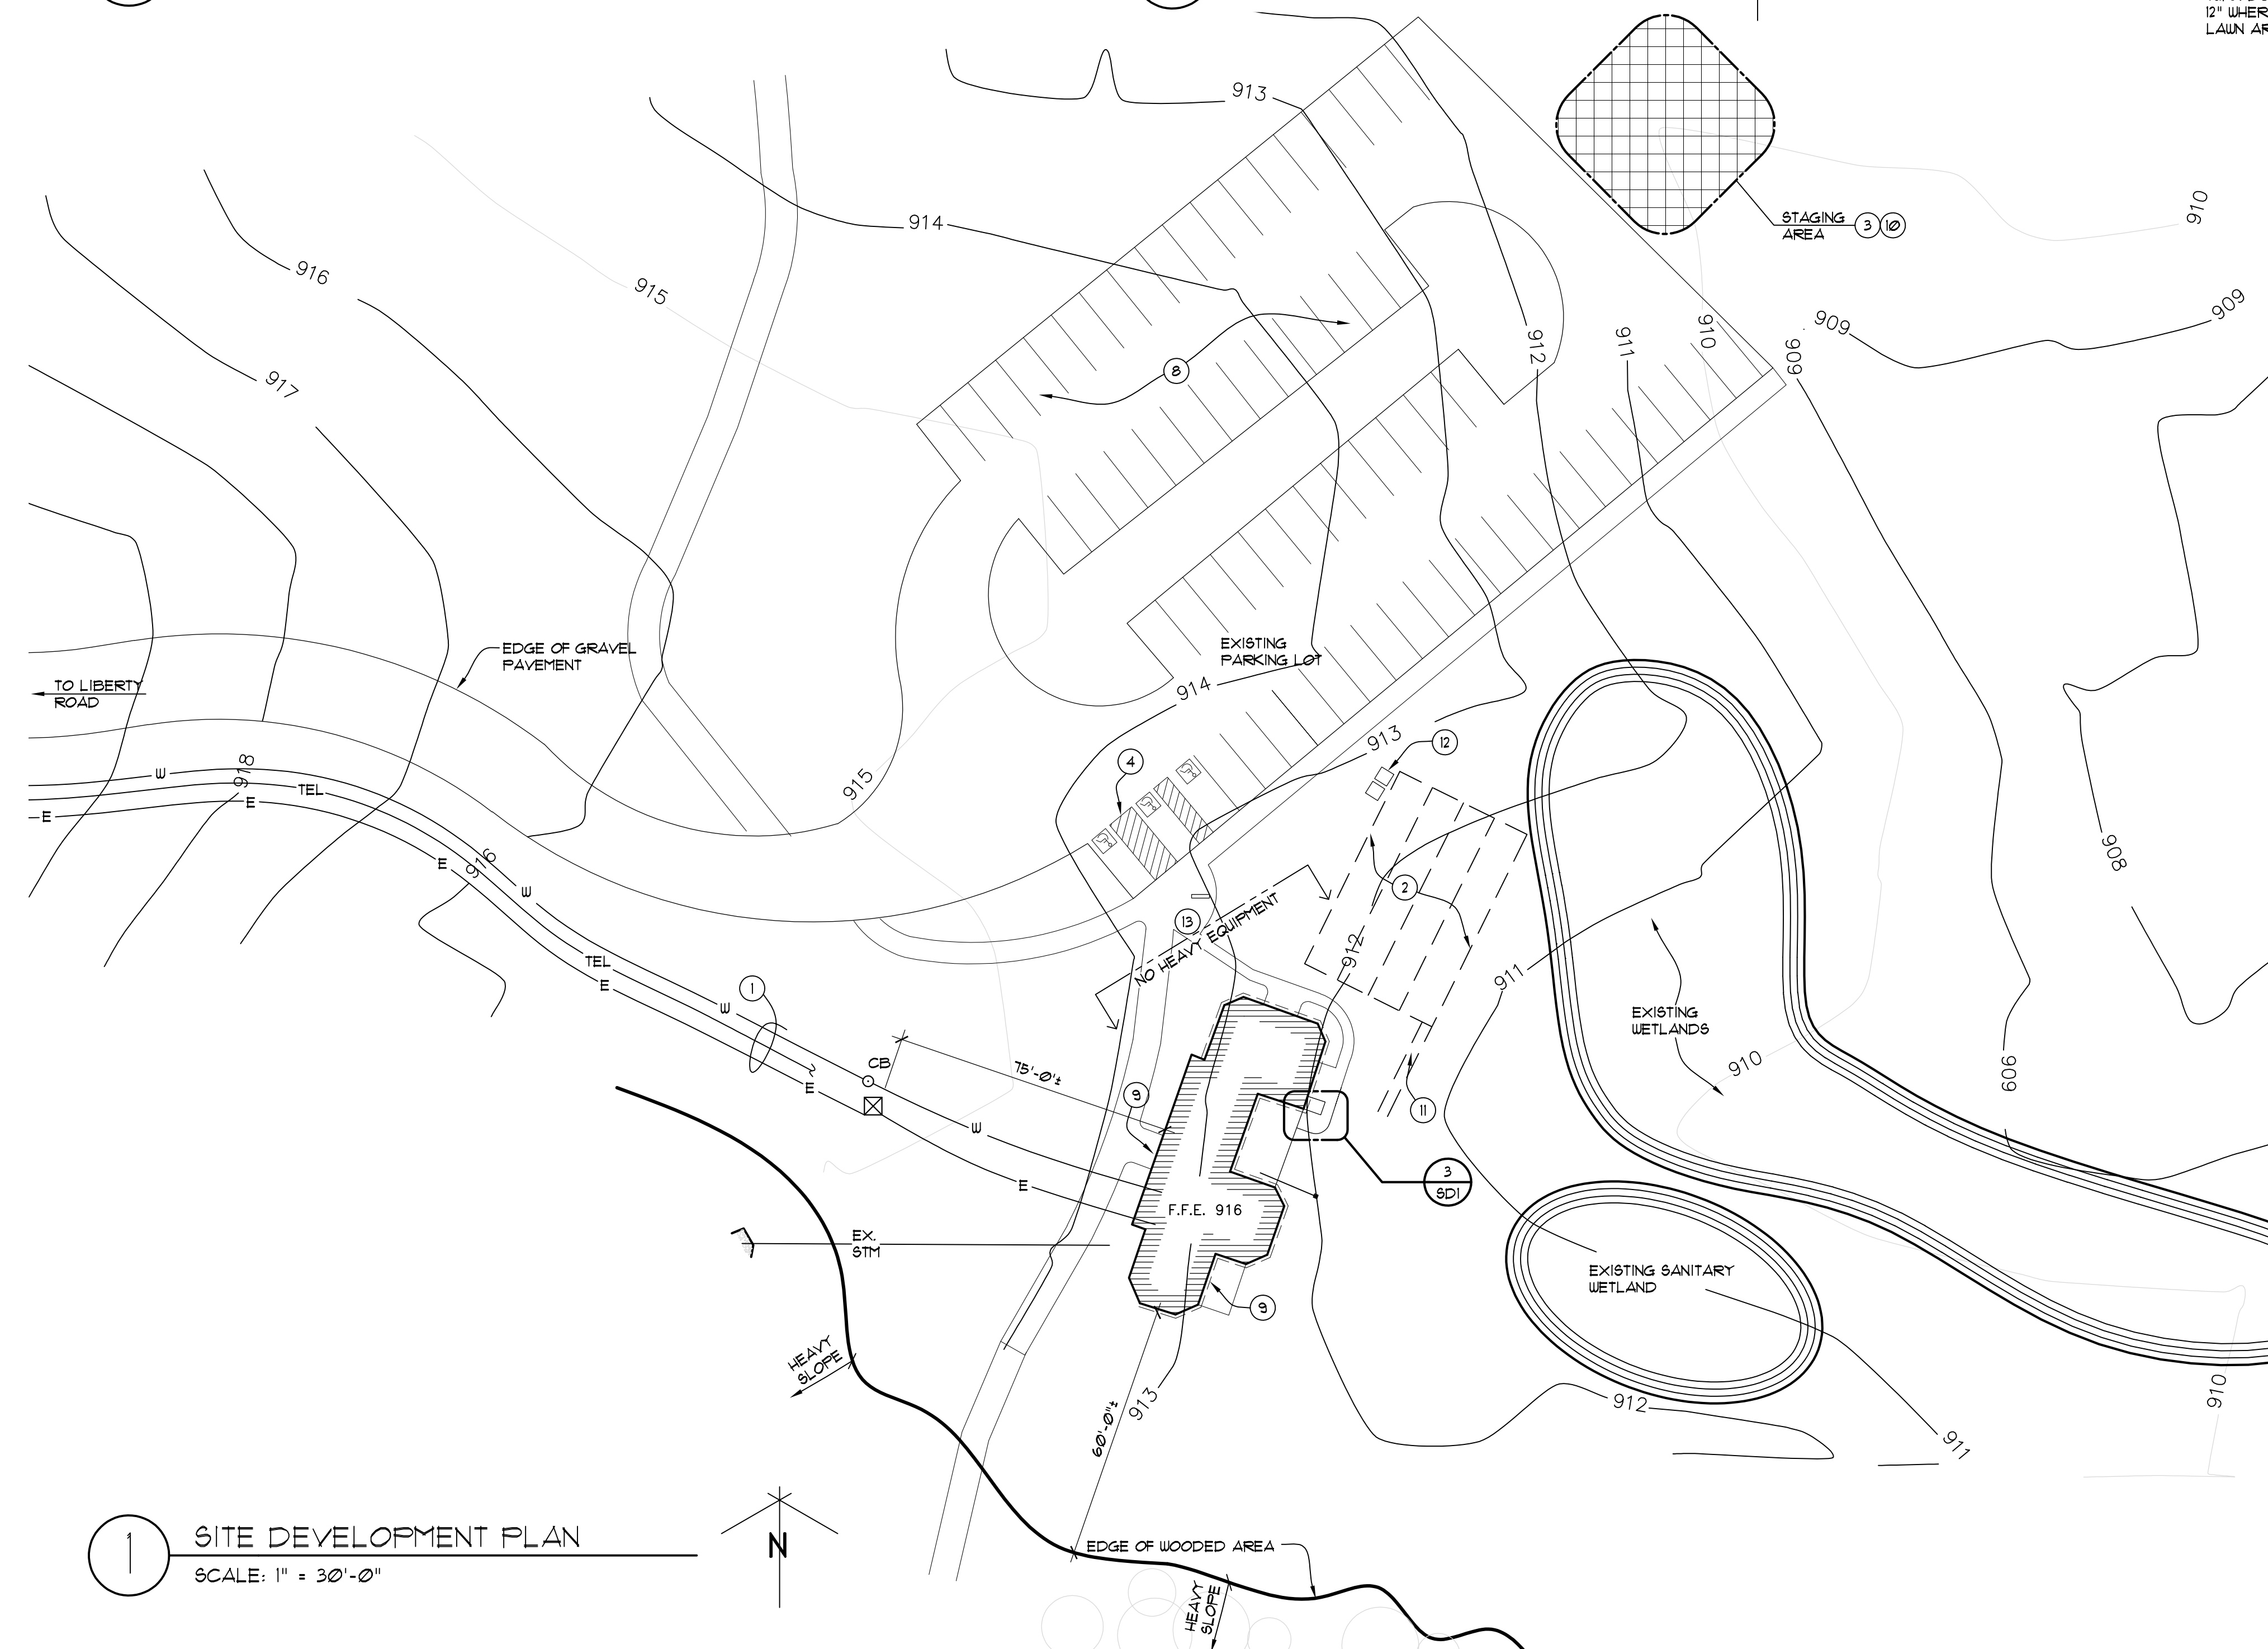 12" WHER
LAWN AR
913
914
STAGING
AREA
3
10
910
916
915
917
8
912
911
910
909
909
909
EXISTING
PARKING LOT
914
EDGE OF GRAVEL
PAVEMENT
TO LIBERTY
ROAD
W
918
TEL
E
E
915
4
913
12
908
E
916
W
2
13
NO HEAVY EQUIPMENT
912
911
TEL
E
1
W
EXISTING
WETLANDS
CB
75'-0"±
910
909
E
9
11
W
3
SD1
E
F.F.E. 916
EX.
STM
9
EXISTING SANITARY
WETLAND
HEAVY
SLOPE
60'-0"±
913
912
910
911
1
SITE DEVELOPMENT PLAN
SCALE: 1" = 30'-0"
N
EDGE OF WOODED AREA
HEAVY
SLOPE